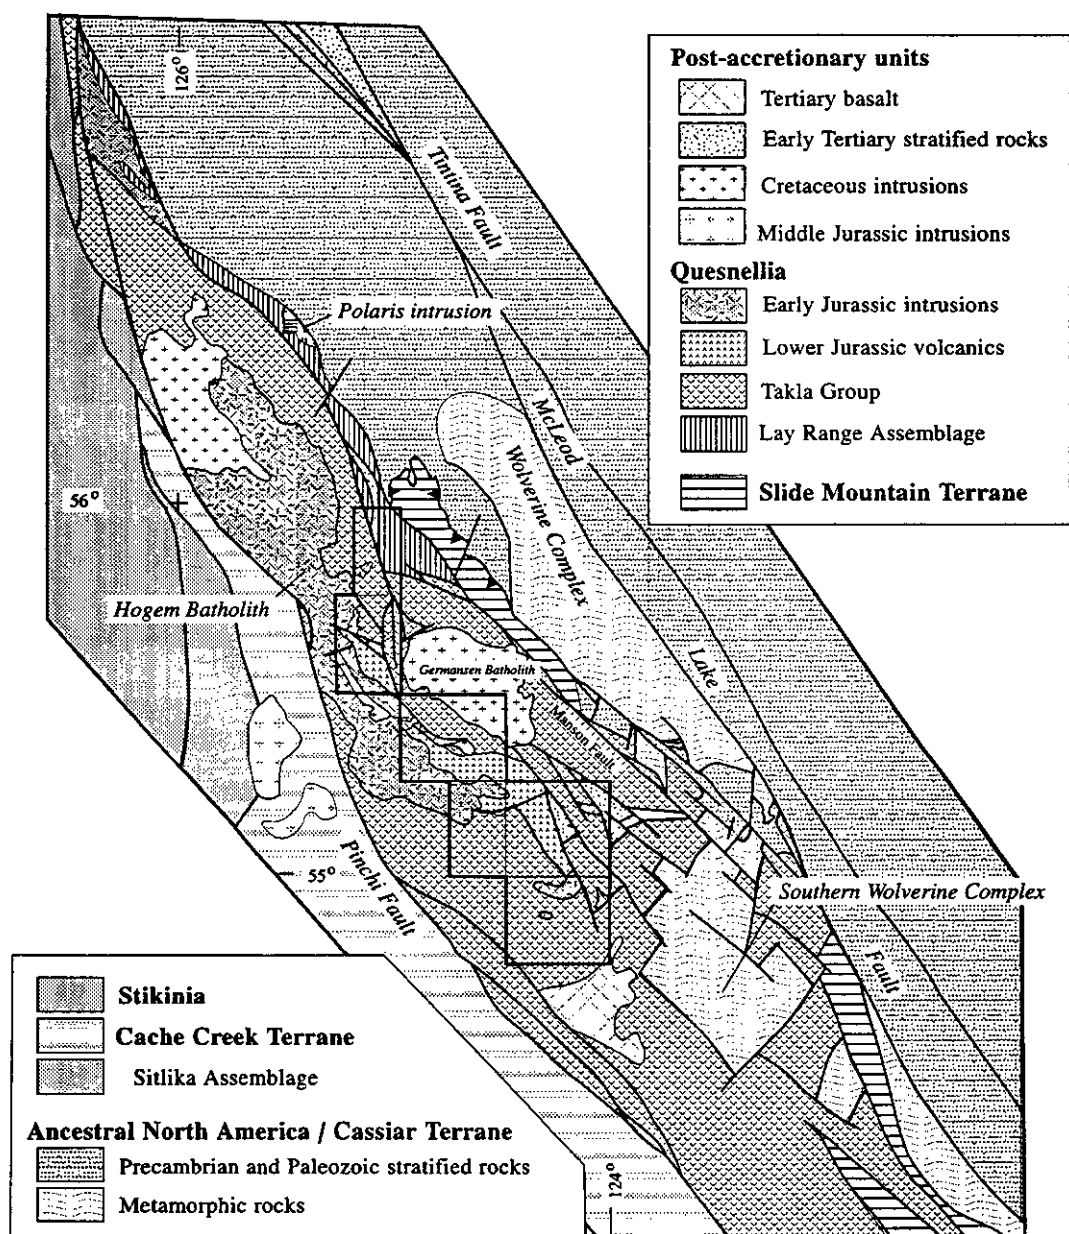 126°
Tintina Fault
Polaris intrusion
McLeod
Wolverine Complex
56°
Hogem Batholith
Lake
Germansen Batholith
Manson Fault
Pinchi Fault
55°
Southern Wolverine Complex
Fault
124°
Post-accretionary units
Tertiary basalt
Early Tertiary stratified rocks
Cretaceous intrusions
Middle Jurassic intrusions
Quesnellia
Early Jurassic intrusions
Lower Jurassic volcanics
Takla Group
Lay Range Assemblage
Slide Mountain Terrane
Stikinia
Cache Creek Terrane
Sitlika Assemblage
Ancestral North America / Cassiar Terrane
Precambrian and Paleozoic stratified rocks
Metamorphic rocks